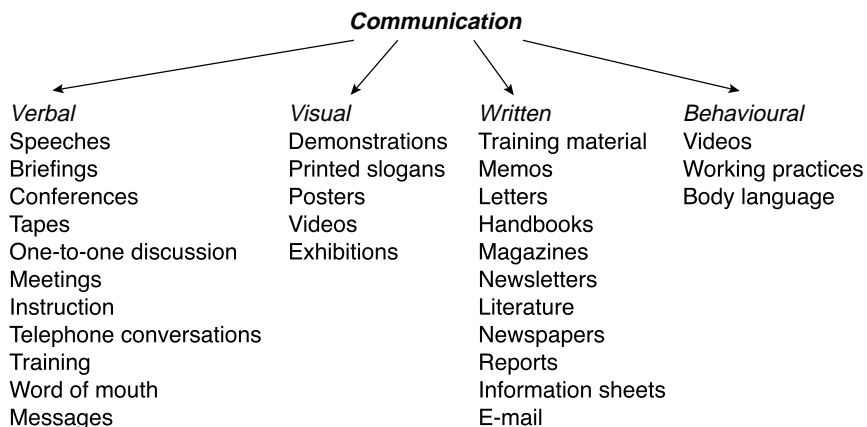 Communication
Verbal
Speeches
Briefings
Conferences
Tapes
One-to-one discussion
Meetings
Instruction
Telephone conversations
Training
Word of mouth
Messages
Visual
Demonstrations
Printed slogans
Posters
Videos
Exhibitions
Written
Training material
Memos
Letters
Handbooks
Magazines
Newsletters
Literature
Newspapers
Reports
Information sheets
E-mail
Behavioural
Videos
Working practices
Body language